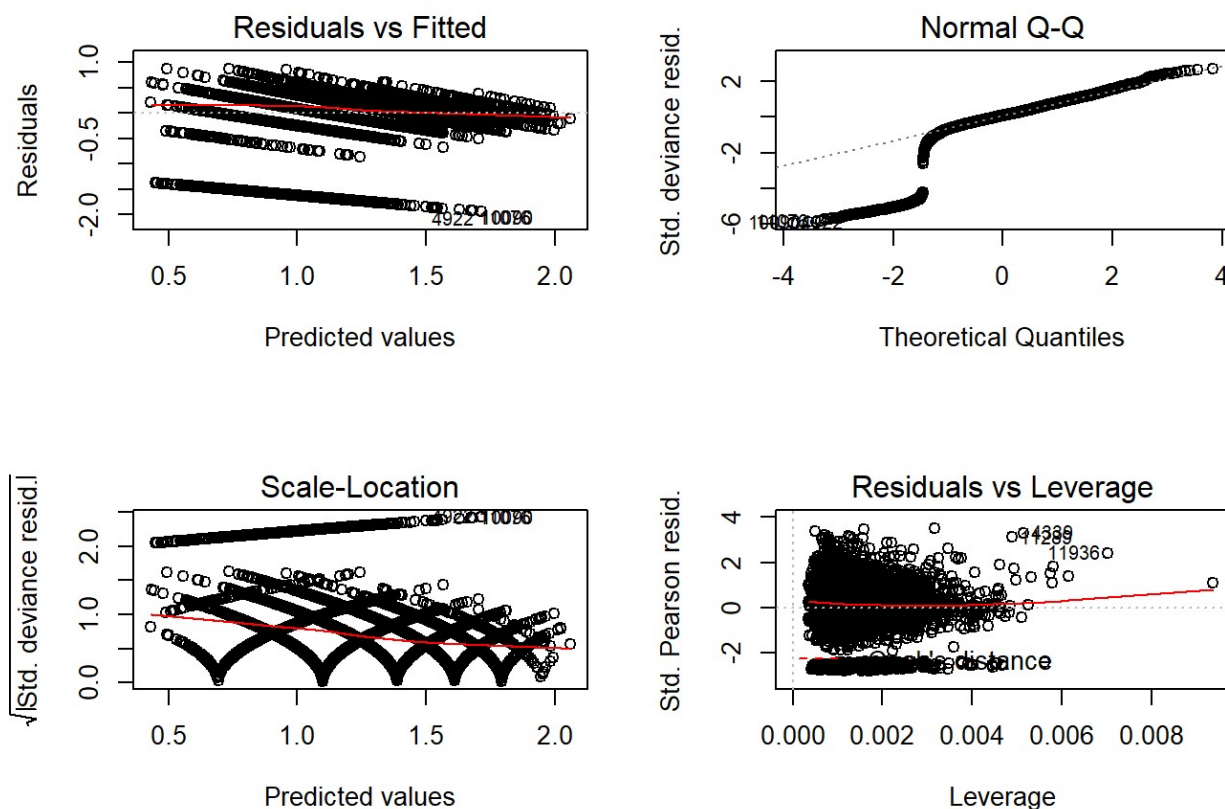 Residuals vs Fitted
Residuals
1.0
-0.5
-2.0
4922
0.5
1.0
1.5
2.0
Predicted values
Normal Q-Q
Std. deviance resid.
2
-2
-6
-4
-2
0
2
4
Theoretical Quantiles
Scale-Location
√|Std. deviance resid.|
2.0
1.0
0.0
0.5
1.0
1.5
2.0
Predicted values
Residuals vs Leverage
Std. Pearson resid.
4
2
0
-2
11936
Cook's distance
0.000
0.002
0.004
0.006
0.008
Leverage